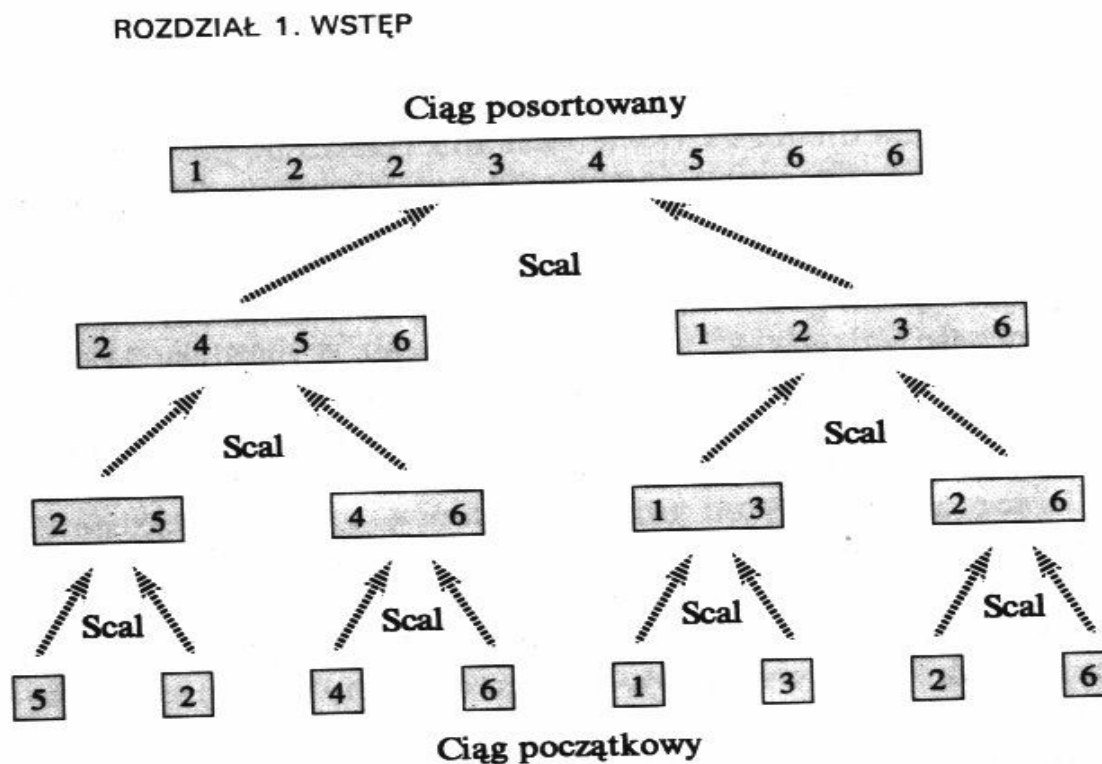 ROZDZIAŁ 1. WSTĘP
Ciąg posortowany
1 2 2 3 4 5 6 6
Scal
2 4 5 6 1 2 3 6
Scal Scal
2 5 4 6 1 3 2 6
Scal Scal Scal Scal
5 2 4 6 1 3 2 6
Ciąg początkowy